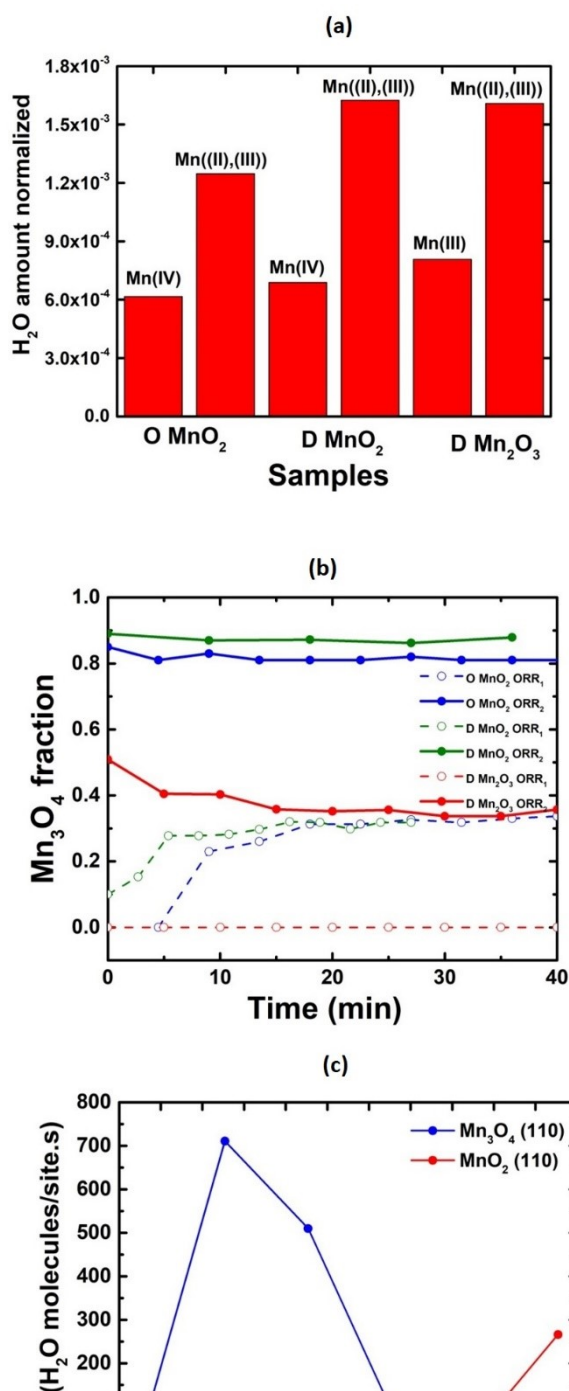 (a)
H₂O amount normalized
1.8x10⁻³
1.5x10⁻³
1.2x10⁻³
9.0x10⁻⁴
6.0x10⁻⁴
3.0x10⁻⁴
0.0
Mn(IV)
Mn((II),(III))
Mn(IV)
Mn((II),(III))
Mn(III)
Mn((II),(III))
O MnO₂
D MnO₂
D Mn₂O₃
Samples
(b)
Mn₃O₄ fraction
1.0
0.8
0.6
0.4
0.2
0.0
O MnO₂ ORR₁
O MnO₂ ORR₂
D MnO₂ ORR₁
D MnO₂ ORR₂
D Mn₂O₃ ORR₁
D Mn₂O₃ ORR
0
10
20
30
40
Time (min)
(c)
(H₂O molecules/site.s)
800
700
600
500
400
300
200
Mn₃O₄ (110)
MnO₂ (110)